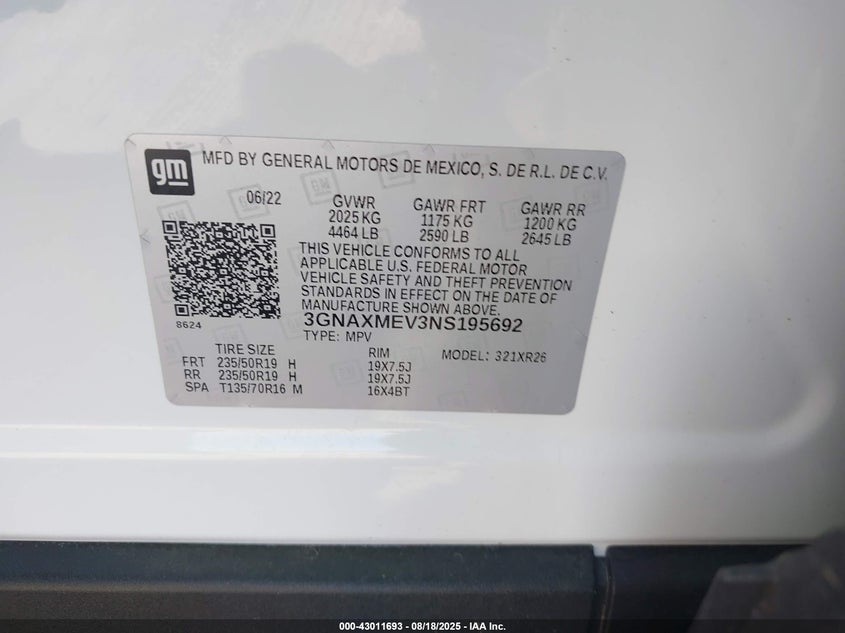 gm
MFD BY GENERAL MOTORS DE MEXICO, S. DE R.L. DE C.V.
06/22 GVWR GAWR FRT GAWR RR
2025 KG 1175 KG 1200 KG
4464 LB 2590 LB 2645 LB
THIS VEHICLE CONFORMS TO ALL
APPLICABLE U.S. FEDERAL MOTOR
VEHICLE SAFETY AND THEFT PREVENTION
STANDARDS IN EFFECT ON THE DATE OF
MANUFACTURE SHOWN ABOVE.
8624
3GNAXMEV3NS195692
TYPE: MPV
TIRE SIZE RIM MODEL: 321XR26
FRT 235/50R19 H 19X7.5J
RR 235/50R19 H 19X7.5J
SPA T135/70R16 M 16X4BT
000-43011693 - 08/18/2025 - IAA Inc.